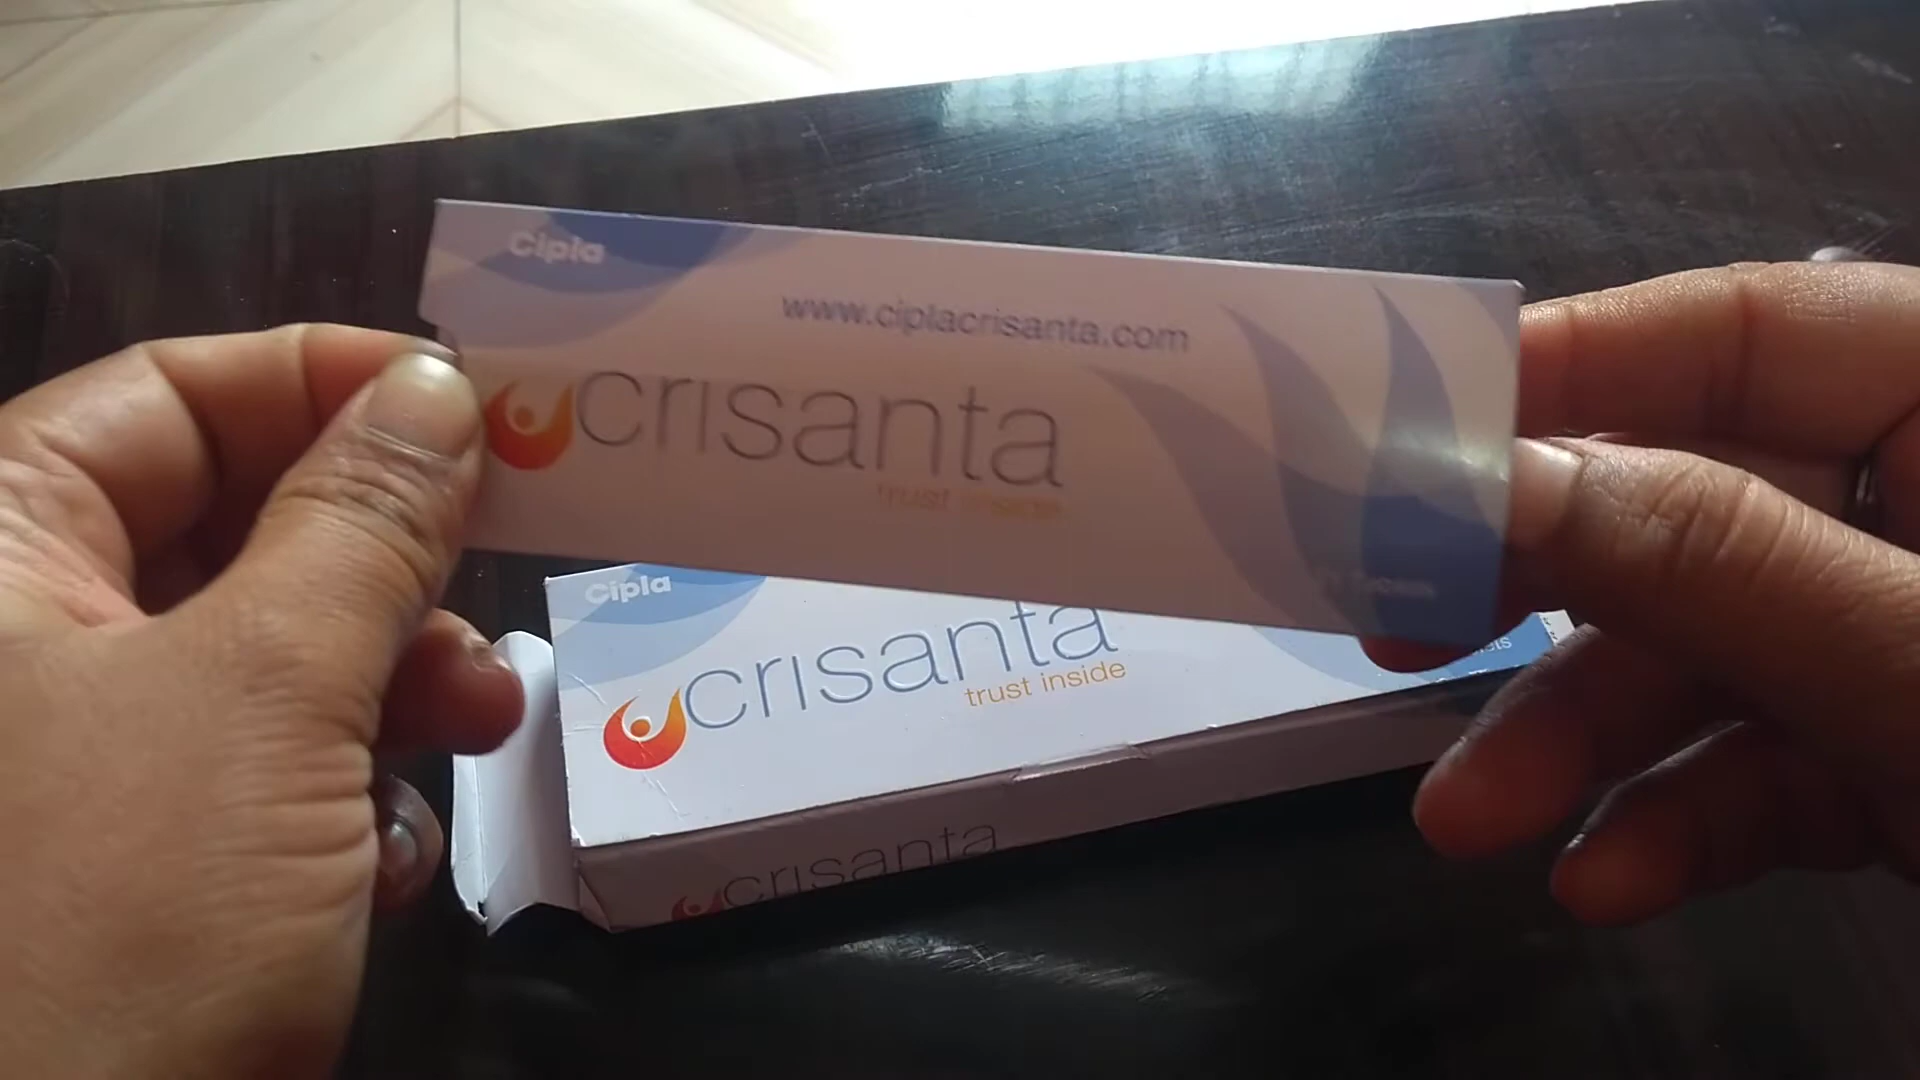 Cipla
www.ciplacrisanta.com
crisanta
trust inside
Cipla
crisanta
trust inside
crisanta